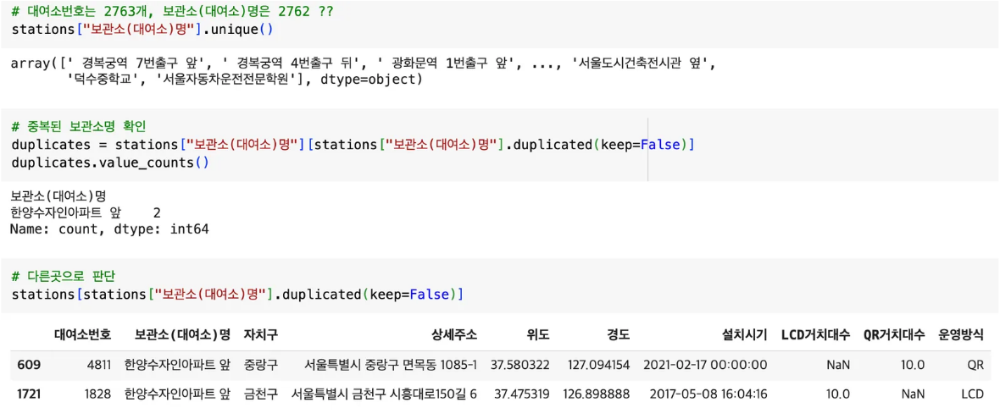 # 대여소번호는 2763개, 보관소(대여소)명은 2762 ??
stations["보관소(대여소)명"].unique()
array([' 경복궁역 7번출구 앞', ' 경복궁역 4번출구 뒤', ' 광화문역 1번출구 앞', ..., '서울도시건축전시관 옆',
'덕수중학교', '서울자동차운전전문학원'], dtype=object)
# 중복된 보관소명 확인
duplicates = stations["보관소(대여소)명"][stations["보관소(대여소)명"].duplicated(keep=False)]
duplicates.value_counts()
보관소(대여소)명
한양수자인아파트 앞    2
Name: count, dtype: int64
# 다른곳으로 판단
stations[stations["보관소(대여소)명"].duplicated(keep=False)]
대여소번호 보관소(대여소)명 자치구 상세주소 위도 경도 설치시기 LCD거치대수 QR거치대수 운영방식
609 4811 한양수자인아파트 앞 중랑구 서울특별시 중랑구 면목동 1085-1 37.580322 127.094154 2021-02-17 00:00:00 NaN 10.0 QR
1721 1828 한양수자인아파트 앞 금천구 서울특별시 금천구 시흥대로150길 6 37.475319 126.898888 2017-05-08 16:04:16 10.0 NaN LCD